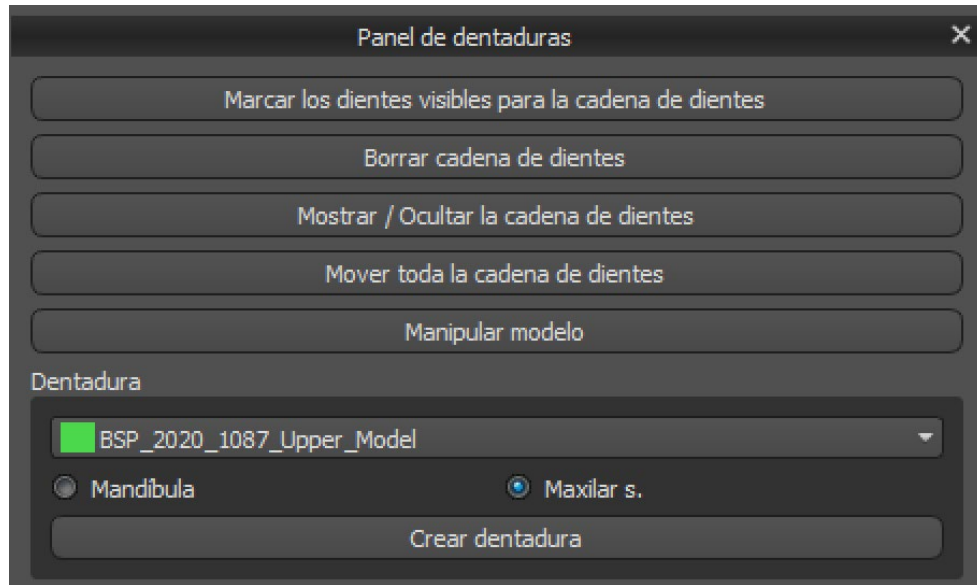 Panel de dentaduras
Marcar los dientes visibles para la cadena de dientes
Borrar cadena de dientes
Mostrar / Ocultar la cadena de dientes
Mover toda la cadena de dientes
Manipular modelo
Dentadura
BSP_2020_1087_Upper_Model
Mandíbula Maxilar s.
Crear dentadura